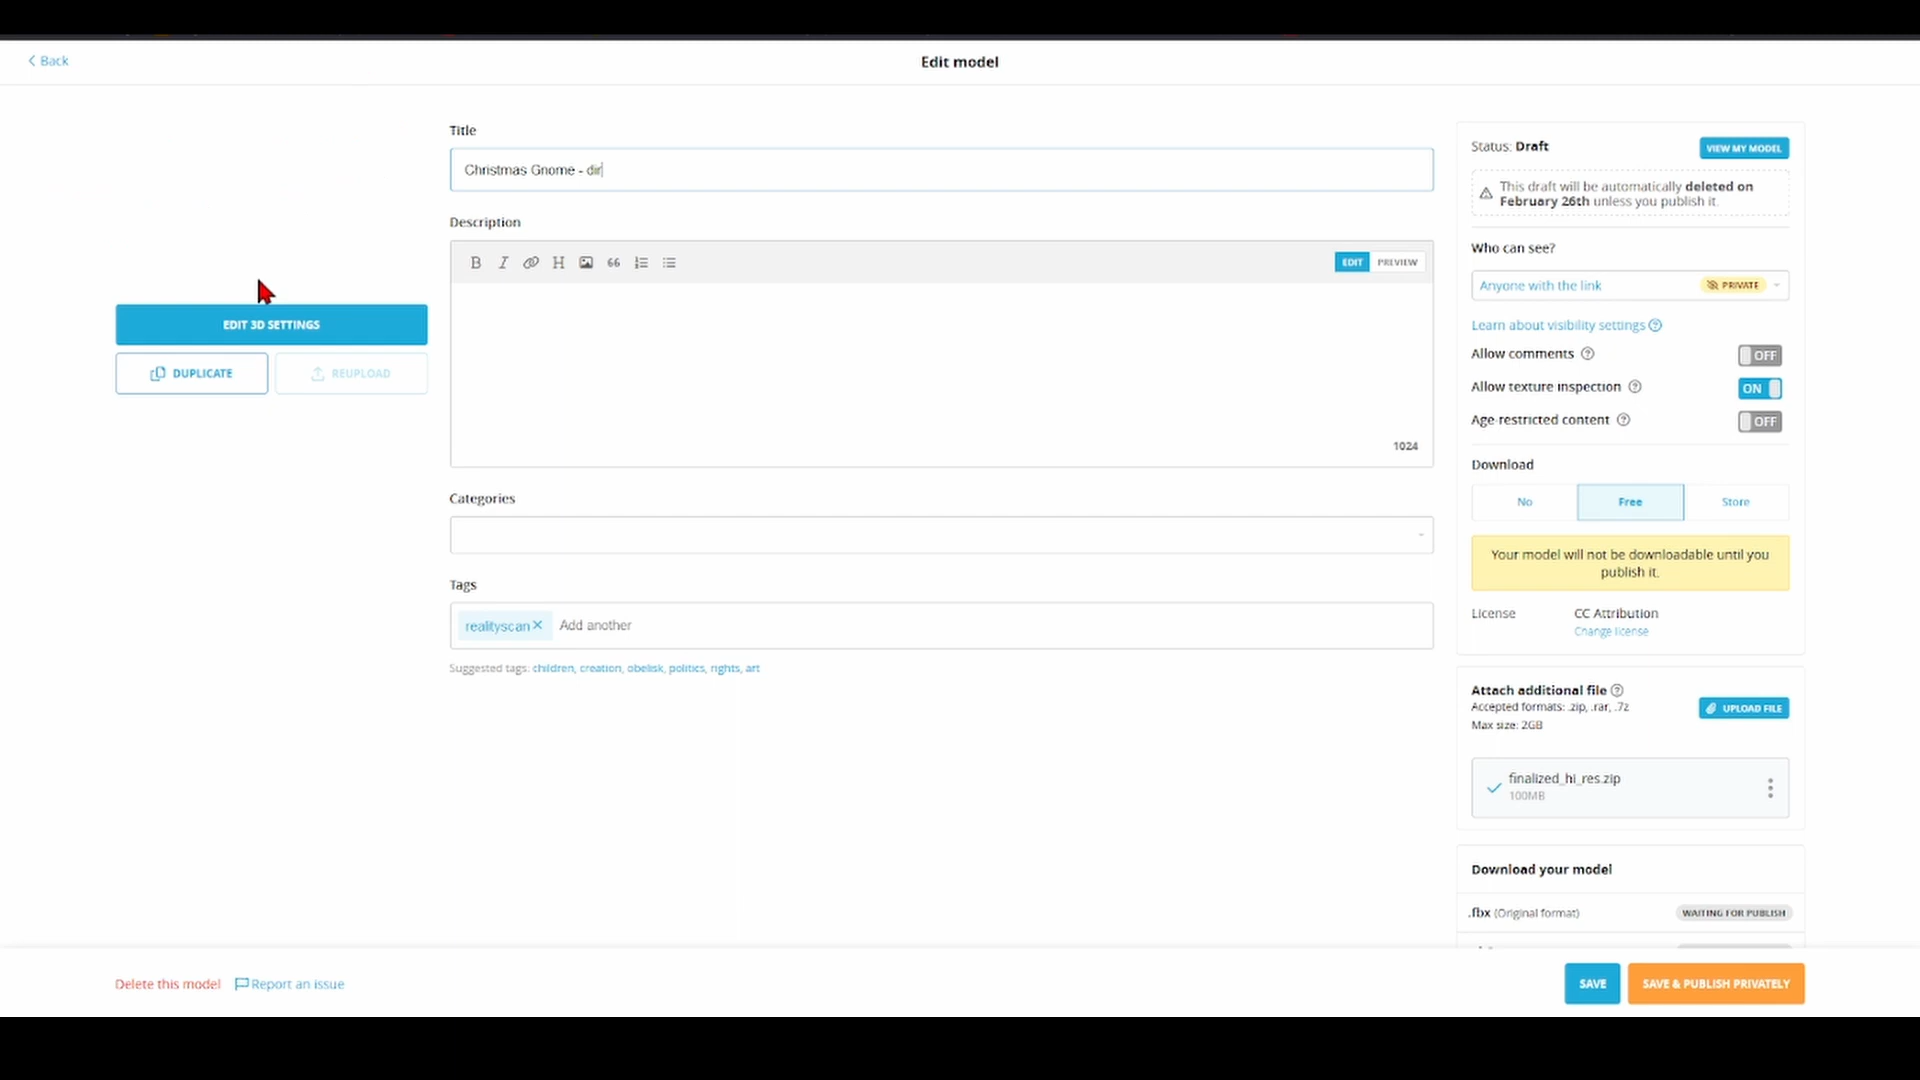 Back
Edit model
Title
Christmas Gnome - dir
Description
B I H 66
EDIT PREVIEW
1024
Categories
Tags
realityscan × Add another
Suggested tags: children, creation, obelisk, politics, rights, art
EDIT 3D SETTINGS
DUPLICATE
REUPLOAD
Status: Draft
VIEW MY MODEL
This draft will be automatically deleted on
February 26th unless you publish it.
Who can see?
Anyone with the link
PRIVATE
Learn about visibility settings ?
Allow comments ? OFF
Allow texture inspection ? ON
Age-restricted content ? OFF
Download
No Free Store
Your model will not be downloadable until you
publish it.
License CC Attribution
Change license
Attach additional file ?
Accepted formats: .zip, .rar, .7z
Max size: 2GB
UPLOAD FILE
finalized_hi_res.zip
100MB
Download your model
.fbx (Original format) WAITING FOR PUBLISH
Delete this model
Report an issue
SAVE
SAVE & PUBLISH PRIVATELY